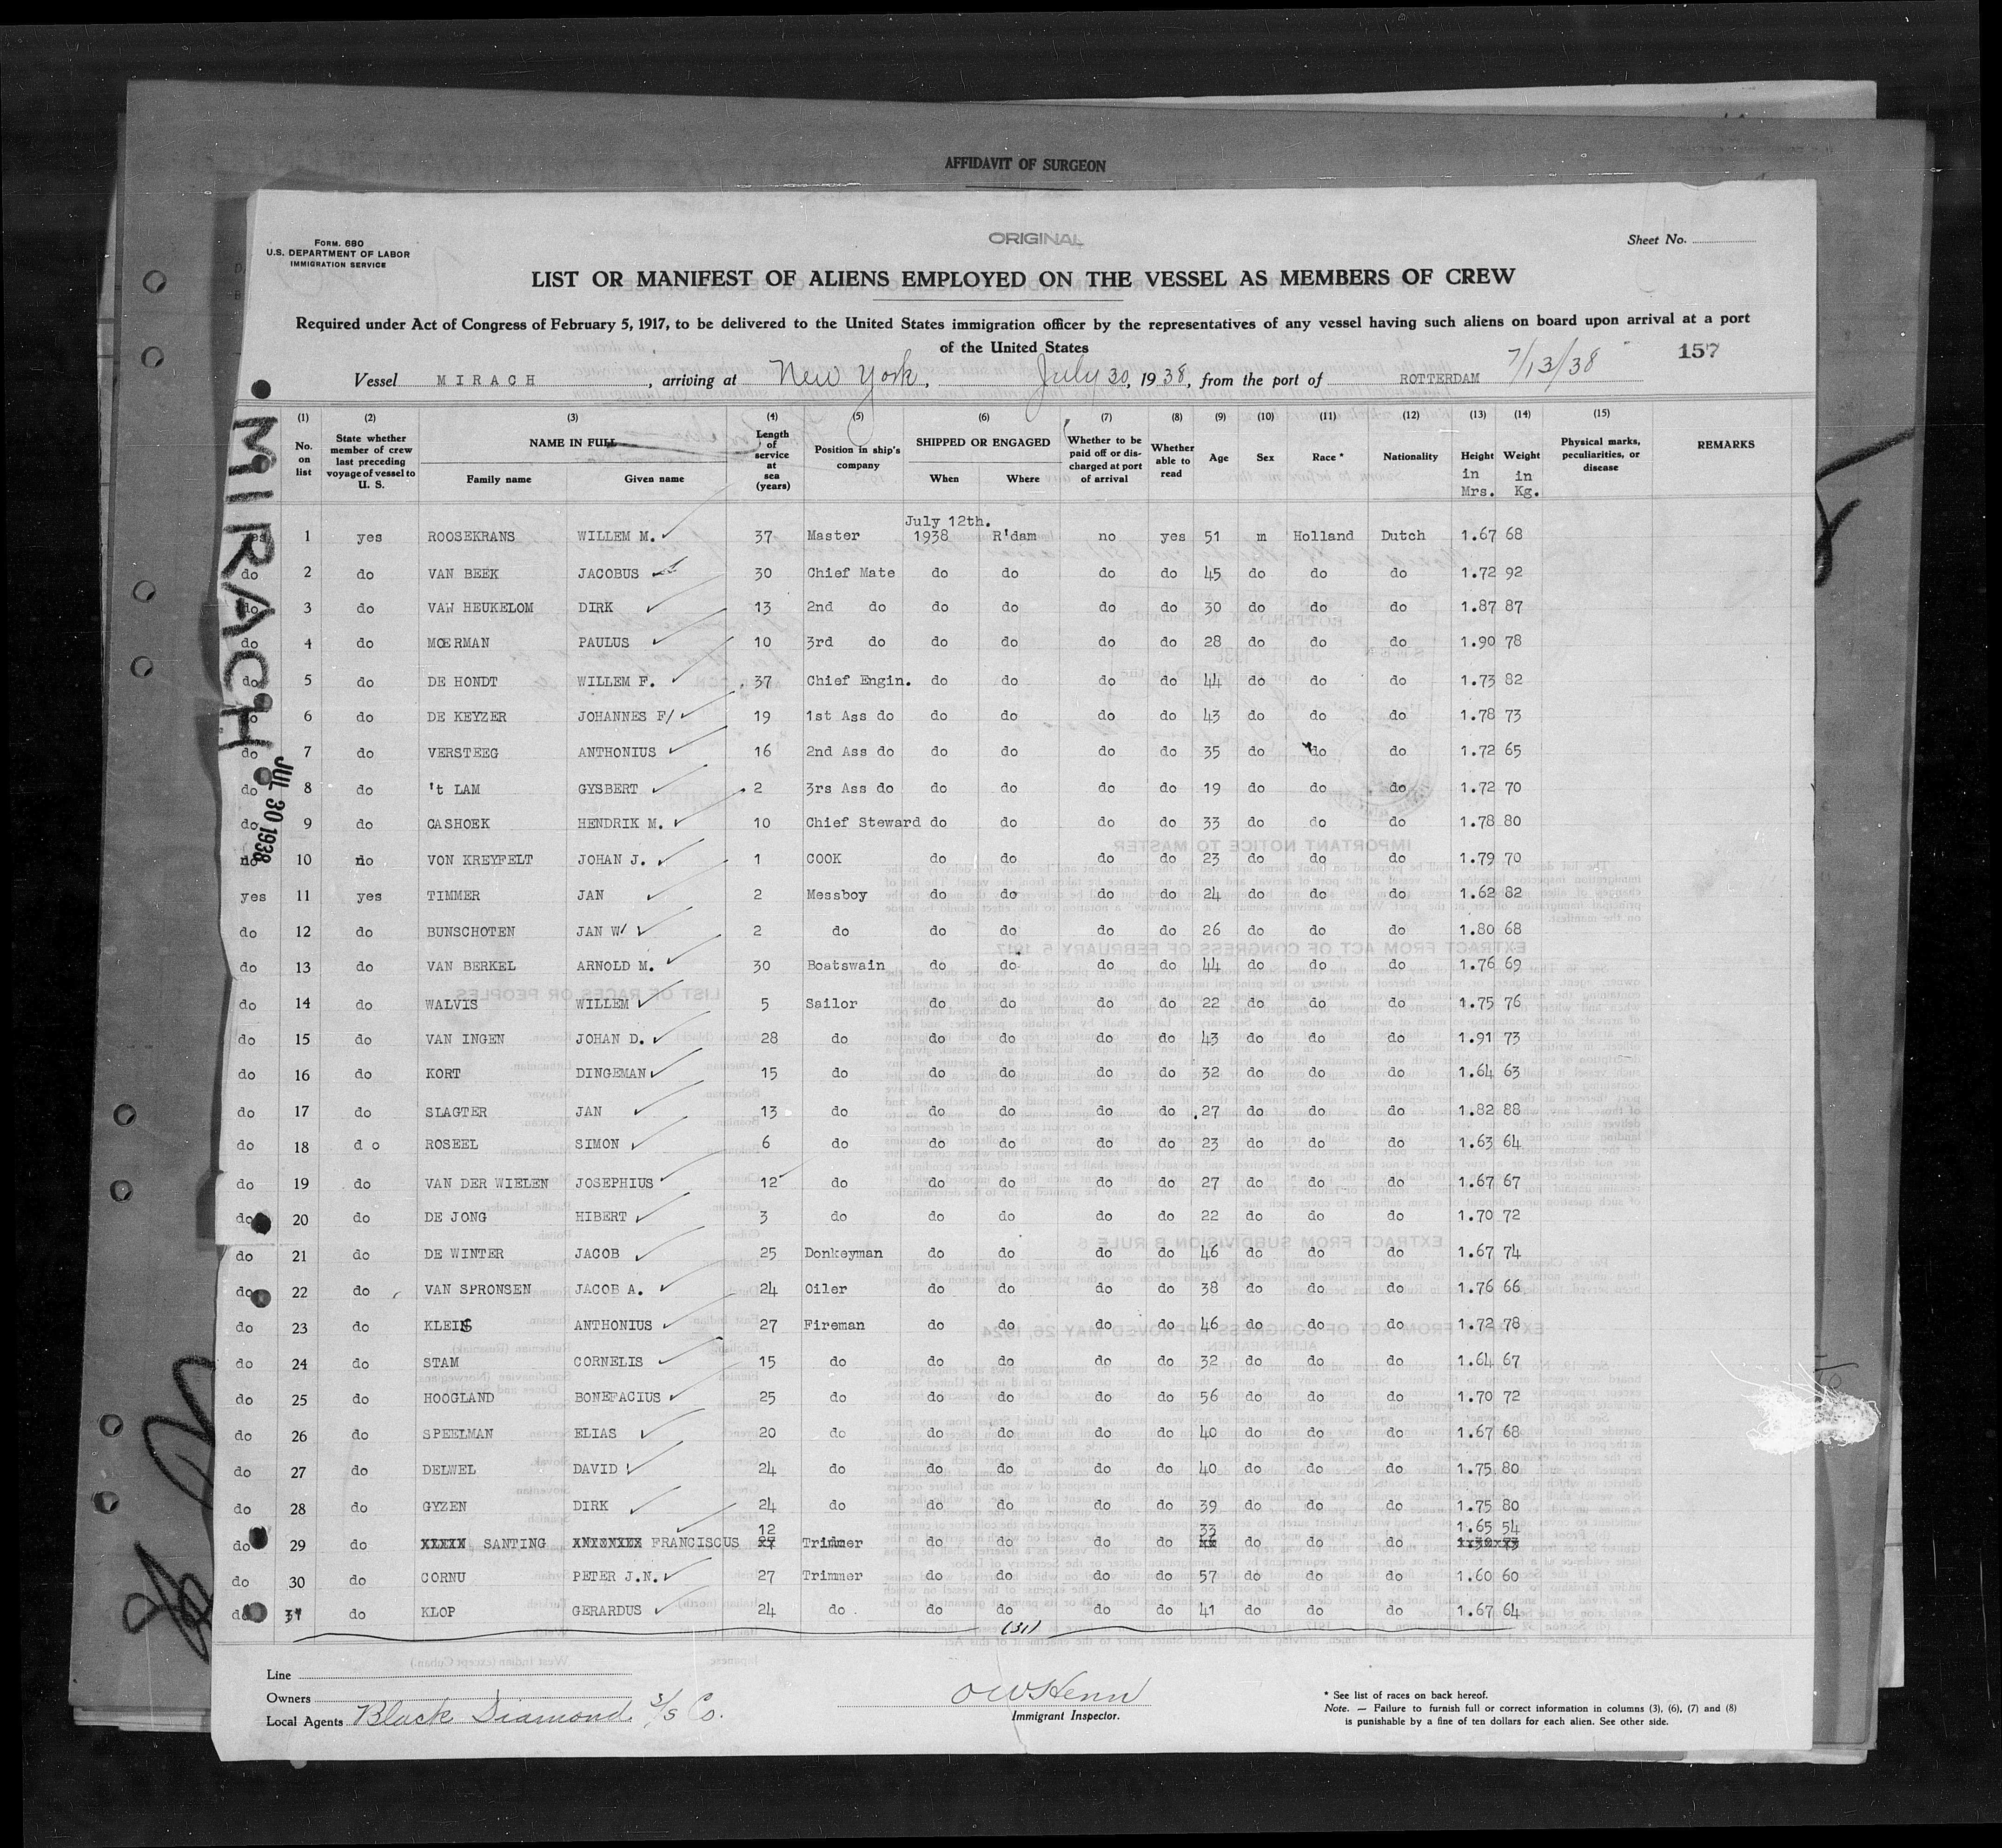 AFFIDAVIT OF SURGEON
FORM. 680
U.S. DEPARTMENT OF LABOR
IMMIGRATION SERVICE
ORIGINAL
Sheet No.
LIST OR MANIFEST OF ALIENS EMPLOYED ON THE VESSEL AS MEMBERS OF CREW
Required under Act of Congress of February 5, 1917, to be delivered to the United States immigration officer by the representatives of any vessel having such aliens on board upon arrival at a port
of the United States
157
Vessel MIRACH, arriving at New York, July 30, 1938, from the port of ROTTERDAM 7/13/38
MIRACH
JUL 30 1938
(1) (2) (3) (4) (5) (6) (7) (8) (9) (10) (11) (12) (13) (14) (15)
No. on list State whether member of crew last preceding voyage of vessel to U. S. NAME IN FULL Family name Given name Length of service at sea (years) Position in ship's company SHIPPED OR ENGAGED When Where Whether to be paid off or discharged at port of arrival Whether able to read Age Sex Race * Nationality Height in Mrs. Weight in Kg. Physical marks, peculiarities, or disease REMARKS
July 12th.
yes 1 yes ROOSEKRANS WILLEM M. 37 Master 1938 R'dam no yes 51 m Holland Dutch 1.67 68
do 2 do VAN BEEK JACOBUS 30 Chief Mate do do do do 45 do do do 1.72 92
do 3 do VAW HEUKELOM DIRK 13 2nd do do do do do 30 do do do 1.87 87
do 4 do MŒRMAN PAULUS 10 3rd do do do do do 28 do do do 1.90 78
do 5 do DE HONDT WILLEM F. 37 Chief Engin. do do do do 44 do do do 1.73 82
do 6 do DE KEYZER JOHANNES F/ 19 1st Ass do do do do do 43 do do do 1.78 73
do 7 do VERSTEEG ANTHONIUS 16 2nd Ass do do do do do 35 do do do 1.72 65
do 8 do 't LAM GYSBERT 2 3rs Ass do do do do do 19 do do do 1.72 70
do 9 do CASHOEK HENDRIK M. 10 Chief Steward do do do do 33 do do do 1.78 80
no 10 no VON KREYFELT JOHAN J. 1 COOK do do do do 23 do do do 1.79 70
yes 11 yes TIMMER JAN 2 Messboy do do do do 24 do do do 1.62 82
do 12 do BUNSCHOTEN JAN W 2 do do do do do 26 do do do 1.80 68
do 13 do VAN BERKEL ARNOLD M. 30 Boatswain do do do do 44 do do do 1.76 69
do 14 do WALVIS WILLEM 5 Sailor do do do do 22 do do do 1.75 76
do 15 do VAN INGEN JOHAN D. 28 do do do do do 43 do do do 1.91 73
do 16 do KORT DINGEMAN 15 do do do do do 32 do do do 1.64 63
do 17 do SLAGTER JAN 13 do do do do do 27 do do do 1.82 88
do 18 d o ROSEEL SIMON 6 do do do do do 23 do do do 1.63 64
do 19 do VAN DER WIELEN JOSEPHIUS 12 do do do do do 27 do do do 1.67 67
do 20 do DE JONG HIBERT 3 do do do do do 22 do do do 1.70 72
do 21 do DE WINTER JACOB 25 Donkeyman do do do do 46 do do do 1.67 74
do 22 do VAN SPRONSEN JACOB A. 24 Oiler do do do do 38 do do do 1.76 66
do 23 do KLEIS ANTHONIUS 27 Fireman do do do do 46 do do do 1.72 78
do 24 do STAM CORNELIS 15 do do do do do 32 do do do 1.64 67
do 25 do HOOGLAND BONEFACIUS 25 do do do do do 56 do do do 1.70 72
do 26 do SPEELMAN ELIAS 20 do do do do do 40 do do do 1.67 68
do 27 do DELWEL DAVID 24 do do do do do 40 do do do 1.75 80
do 28 do GYZEN DIRK 24 do do do do do 39 do do do 1.75 80
do 29 do SANTING FRANCISCUS 12 Trimmer do do do do 33 do do do 1.65 54
do 30 do CORNU PETER J.N. 27 Trimmer do do do do 57 do do do 1.60 60
do 31 do KLOP GERARDUS 24 do do do do do 41 do do do 1.67 64
(31)
Line
Owners
Local Agents Black Diamond S/S Co.
OWHenn
Immigrant Inspector.
* See list of races on back hereof.
Note. — Failure to furnish full or correct information in columns (3), (6), (7) and (8)
is punishable by a fine of ten dollars for each alien. See other side.